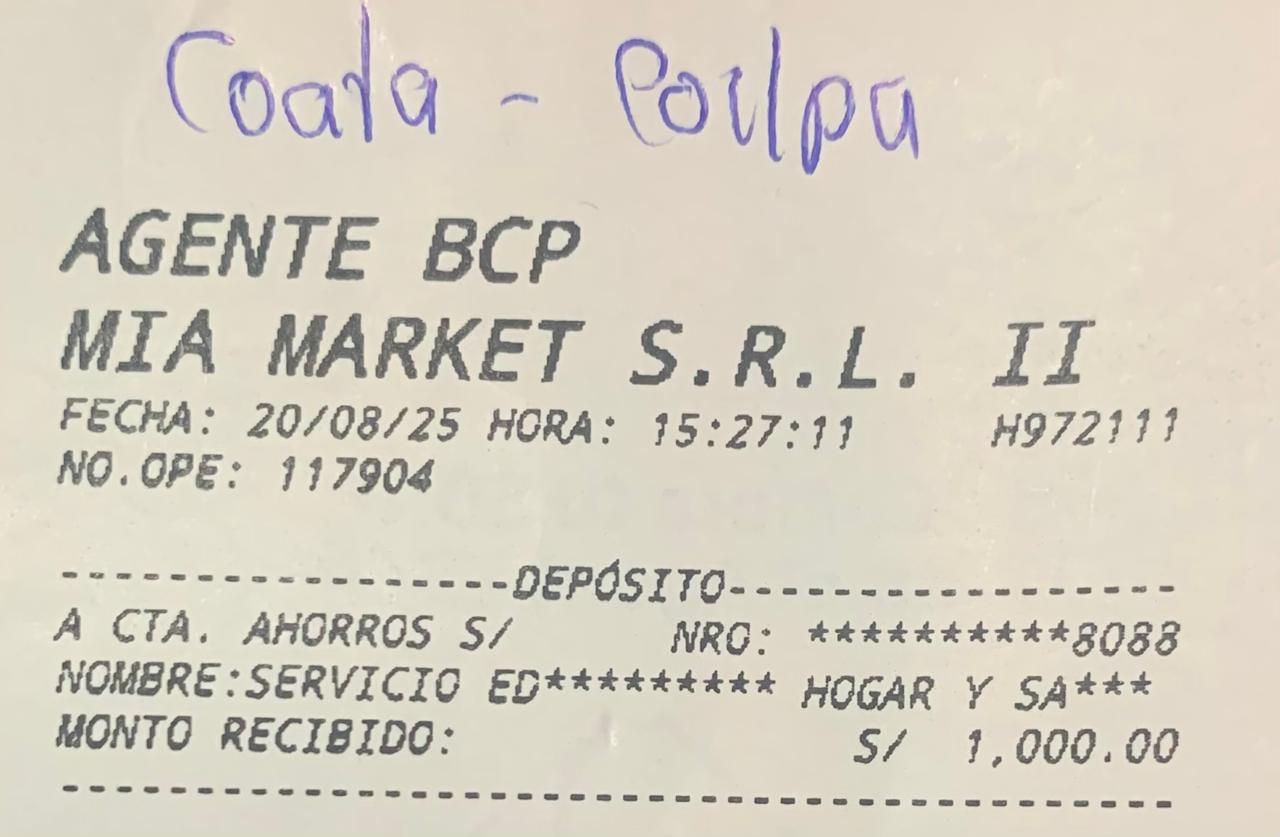 Coata - Poulpa
AGENTE BCP
MIA MARKET S.R.L. II
FECHA: 20/08/25 HORA: 15:27:11 H972111
NO.OPE: 117904
-----------------DEPÓSITO-----------------
A CTA. AHORROS S/ NRO: **********8088
NOMBRE:SERVICIO ED********* HOGAR Y SA***
MONTO RECIBIDO: S/ 1,000.00
------------------------------------------